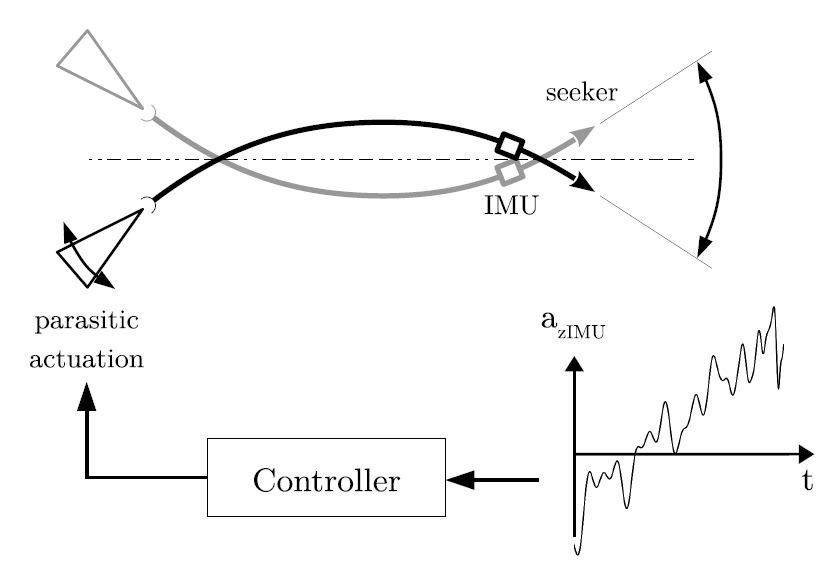 seeker
IMU
parasitic
actuation
a_zIMU
Controller
t